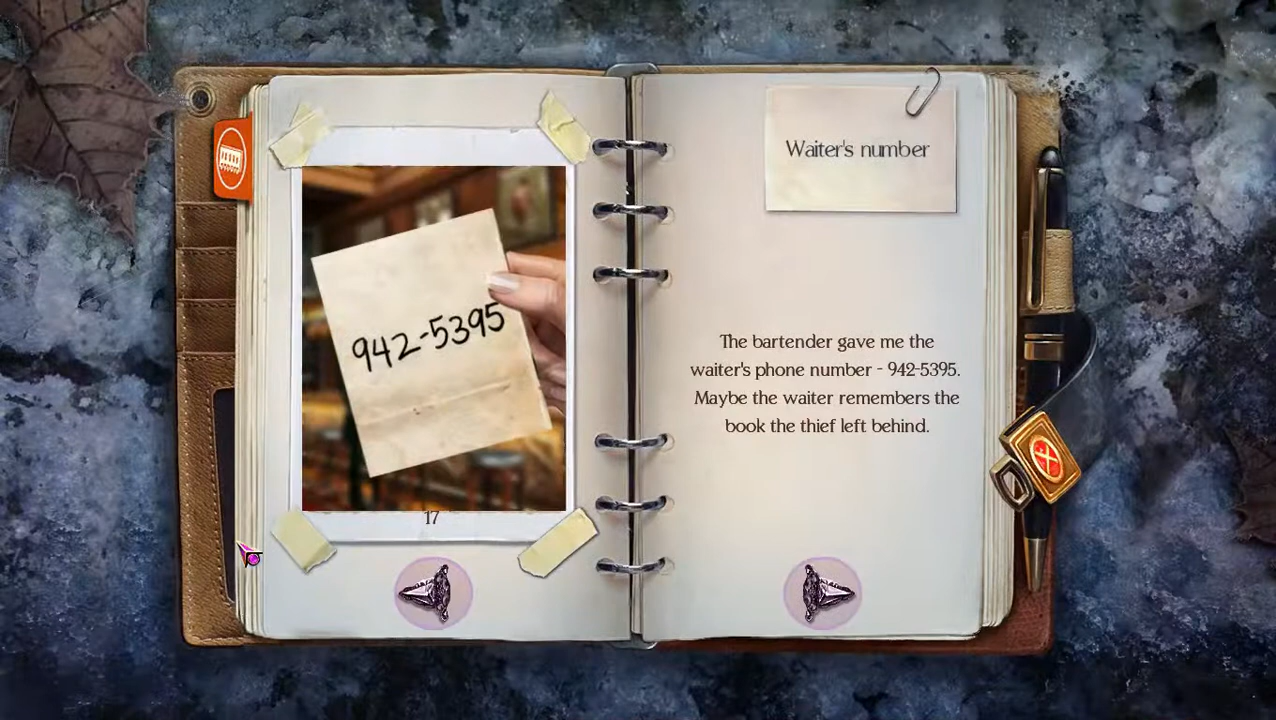 942-5395
17
Waiter's number
The bartender gave me the
waiter's phone number - 942-5395.
Maybe the waiter remembers the
book the thief left behind.